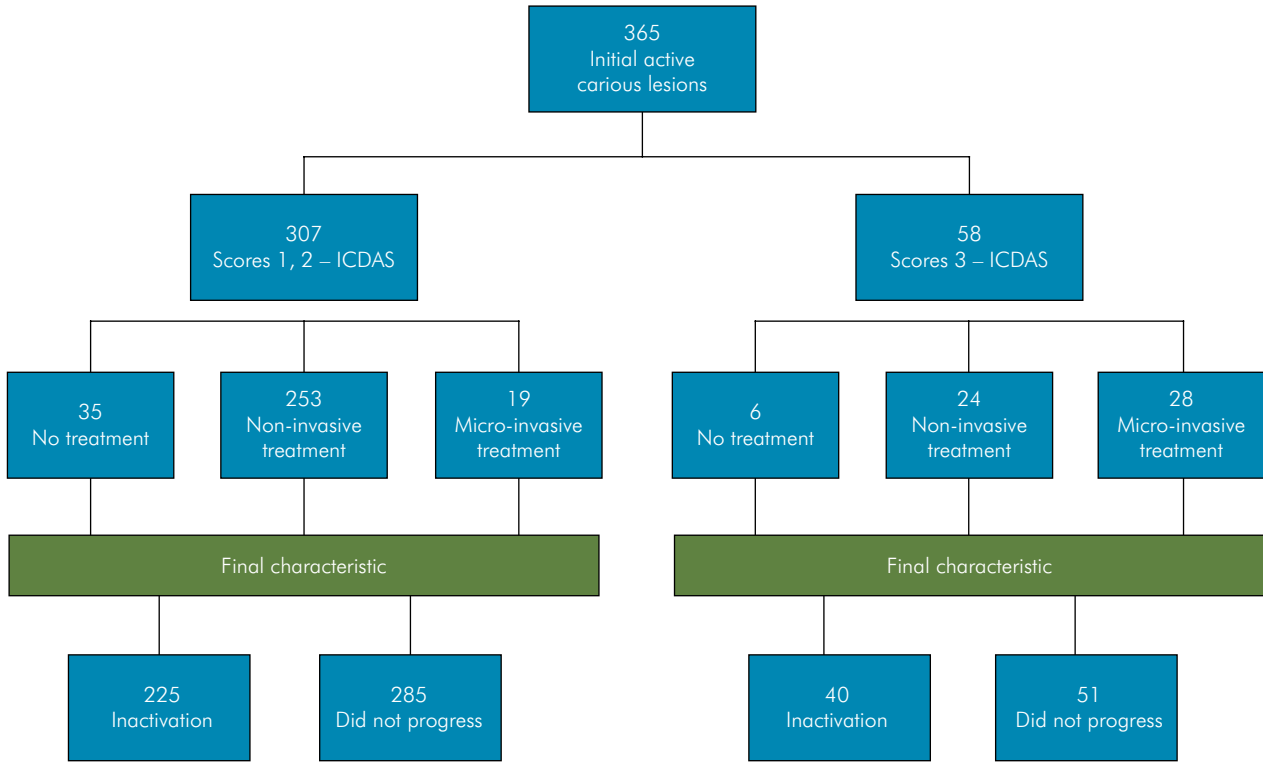 365
Initial active
carious lesions
307
Scores 1, 2 – ICDAS
58
Scores 3 – ICDAS
35
No treatment
253
Non-invasive
treatment
19
Micro-invasive
treatment
6
No treatment
24
Non-invasive
treatment
28
Micro-invasive
treatment
Final characteristic
Final characteristic
225
Inactivation
285
Did not progress
40
Inactivation
51
Did not progress